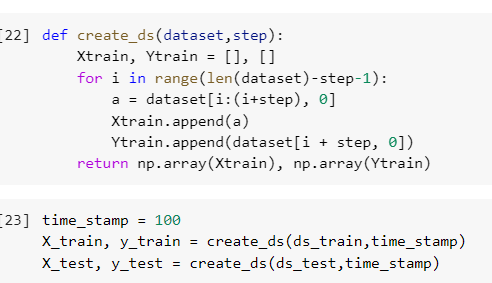 [22] def create_ds(dataset,step):
Xtrain, Ytrain = [], []
for i in range(len(dataset)-step-1):
a = dataset[i:(i+step), 0]
Xtrain.append(a)
Ytrain.append(dataset[i + step, 0])
return np.array(Xtrain), np.array(Ytrain)
[23] time_stamp = 100
X_train, y_train = create_ds(ds_train,time_stamp)
X_test, y_test = create_ds(ds_test,time_stamp)